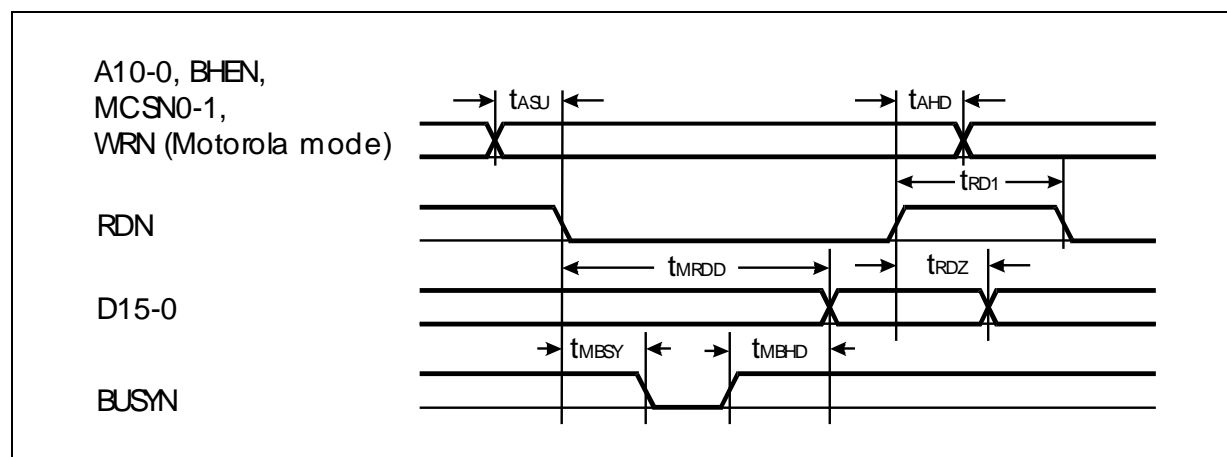 A10-0, BHEN,
MCSN0-1,
WRN (Motorola mode)
tASU
tAHD
tRD1
RDN
tMRDD
tRDZ
D15-0
tMBSY
tMBHD
BUSYN